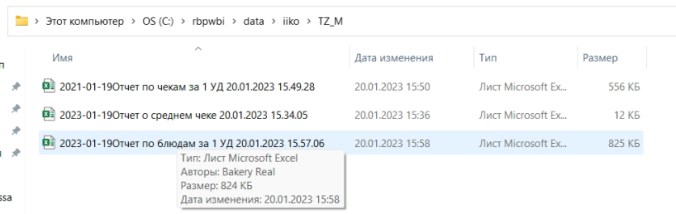 Этот компьютер > OS (C:) > rbpwbi > data > iiko > TZ_M
Имя Дата изменения Тип Размер
2021-01-19Отчет по чекам за 1 УД 20.01.2023 15.49.28 20.01.2023 15:50 Лист Microsoft Ex... 556 КБ
2023-01-19Отчет о среднем чеке 20.01.2023 15.34.05 20.01.2023 15:36 Лист Microsoft Ex... 12 КБ
2023-01-19Отчет по блюдам за 1 УД 20.01.2023 15.57.06 20.01.2023 15:58 Лист Microsoft Ex... 825 КБ
Тип: Лист Microsoft Excel
Авторы: Bakery Real
Размер: 824 КБ
Дата изменения: 20.01.2023 15:58
ssa